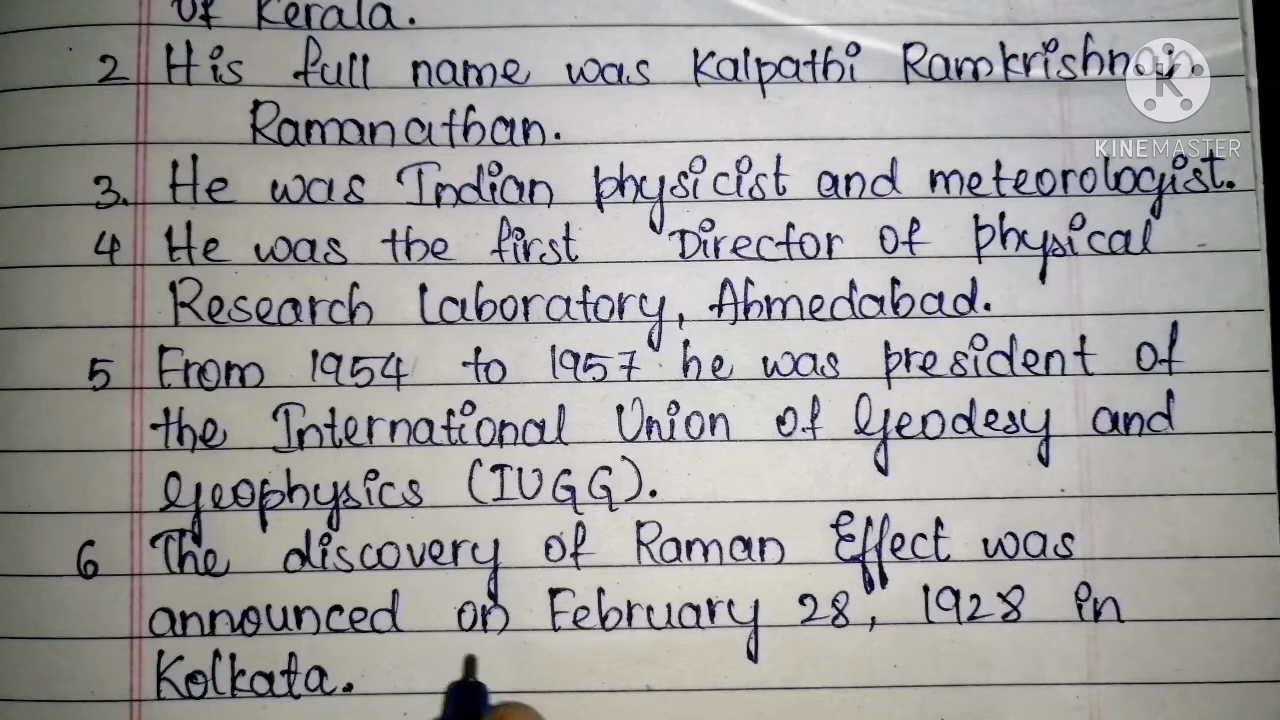 of Kerala.
2 His full name was Kalpathi Ramkrishnan
Ramanathan.
KINEMASTER
3. He was Indian physicist and meteorologist.
4 He was the first Director of physical
Research Laboratory, Ahmedabad.
5 From 1954 to 1957 he was president of
the International Union of Geodesy and
Geophysics (IUGG).
6 The discovery of Raman Effect was
announced on February 28, 1928 in
Kolkata.